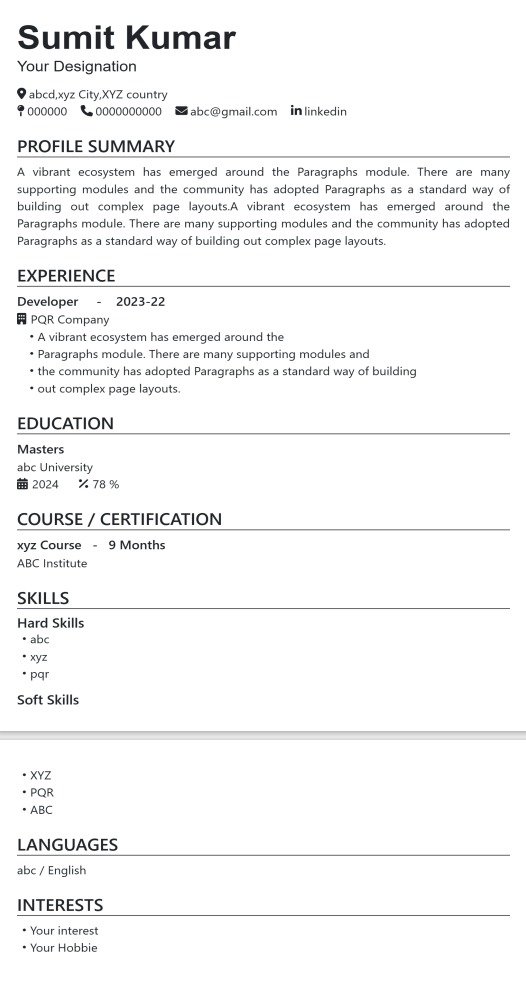 Sumit Kumar
Your Designation
abcd,xyz City,XYZ country
000000 0000000000 abc@gmail.com linkedin
PROFILE SUMMARY
A vibrant ecosystem has emerged around the Paragraphs module. There are many
supporting modules and the community has adopted Paragraphs as a standard way of
building out complex page layouts.A vibrant ecosystem has emerged around the
Paragraphs module. There are many supporting modules and the community has adopted
Paragraphs as a standard way of building out complex page layouts.
EXPERIENCE
Developer - 2023-22
PQR Company
• A vibrant ecosystem has emerged around the
• Paragraphs module. There are many supporting modules and
• the community has adopted Paragraphs as a standard way of building
• out complex page layouts.
EDUCATION
Masters
abc University
2024 78 %
COURSE / CERTIFICATION
xyz Course - 9 Months
ABC Institute
SKILLS
Hard Skills
• abc
• xyz
• pqr
Soft Skills
• XYZ
• PQR
• ABC
LANGUAGES
abc / English
INTERESTS
• Your interest
• Your Hobbie